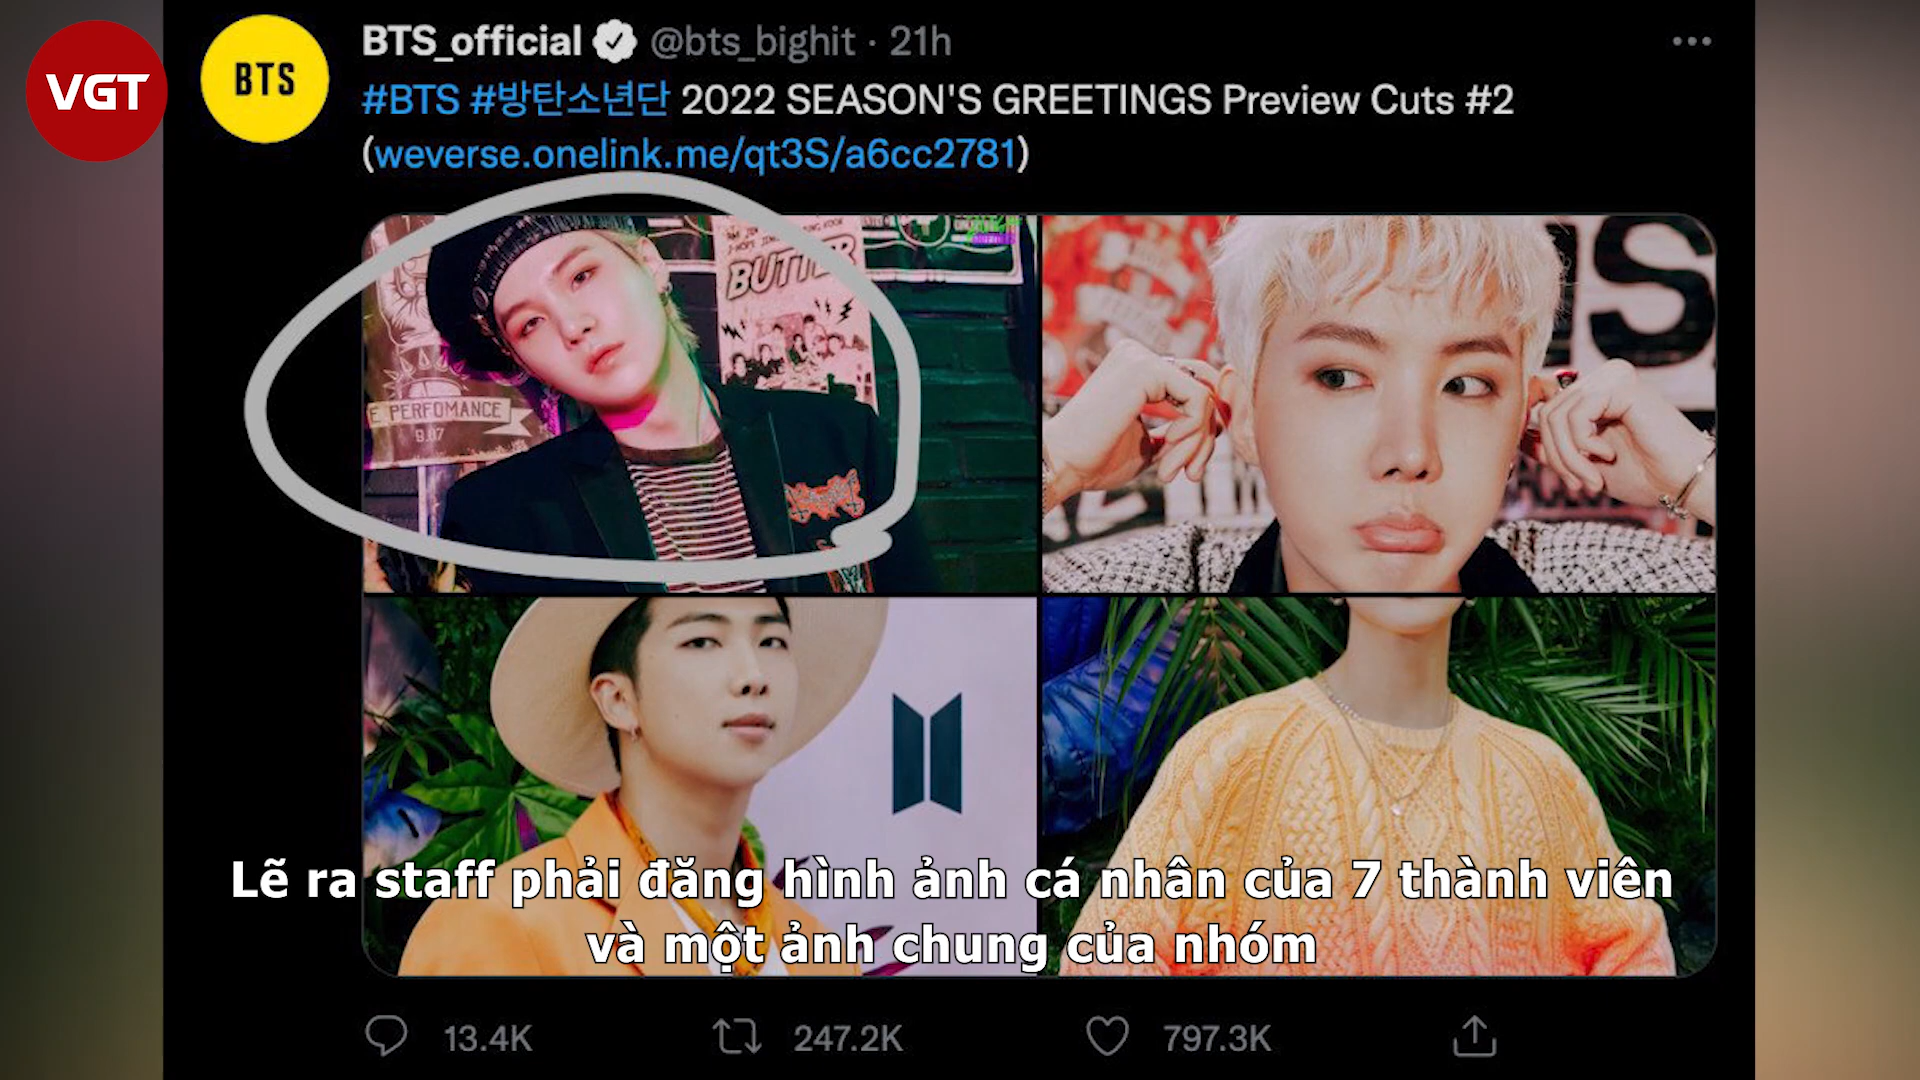 VGT
BTS
BTS_official @bts_bighit · 21h
#BTS #방탄소년단 2022 SEASON'S GREETINGS Preview Cuts #2
(weverse.onelink.me/qt3S/a6cc2781)
BUTTER
E PERFOMANCE
9.07
S
Lẽ ra staff phải đăng hình ảnh cá nhân của 7 thành viên
và một ảnh chung của nhóm
13.4K 247.2K 797.3K